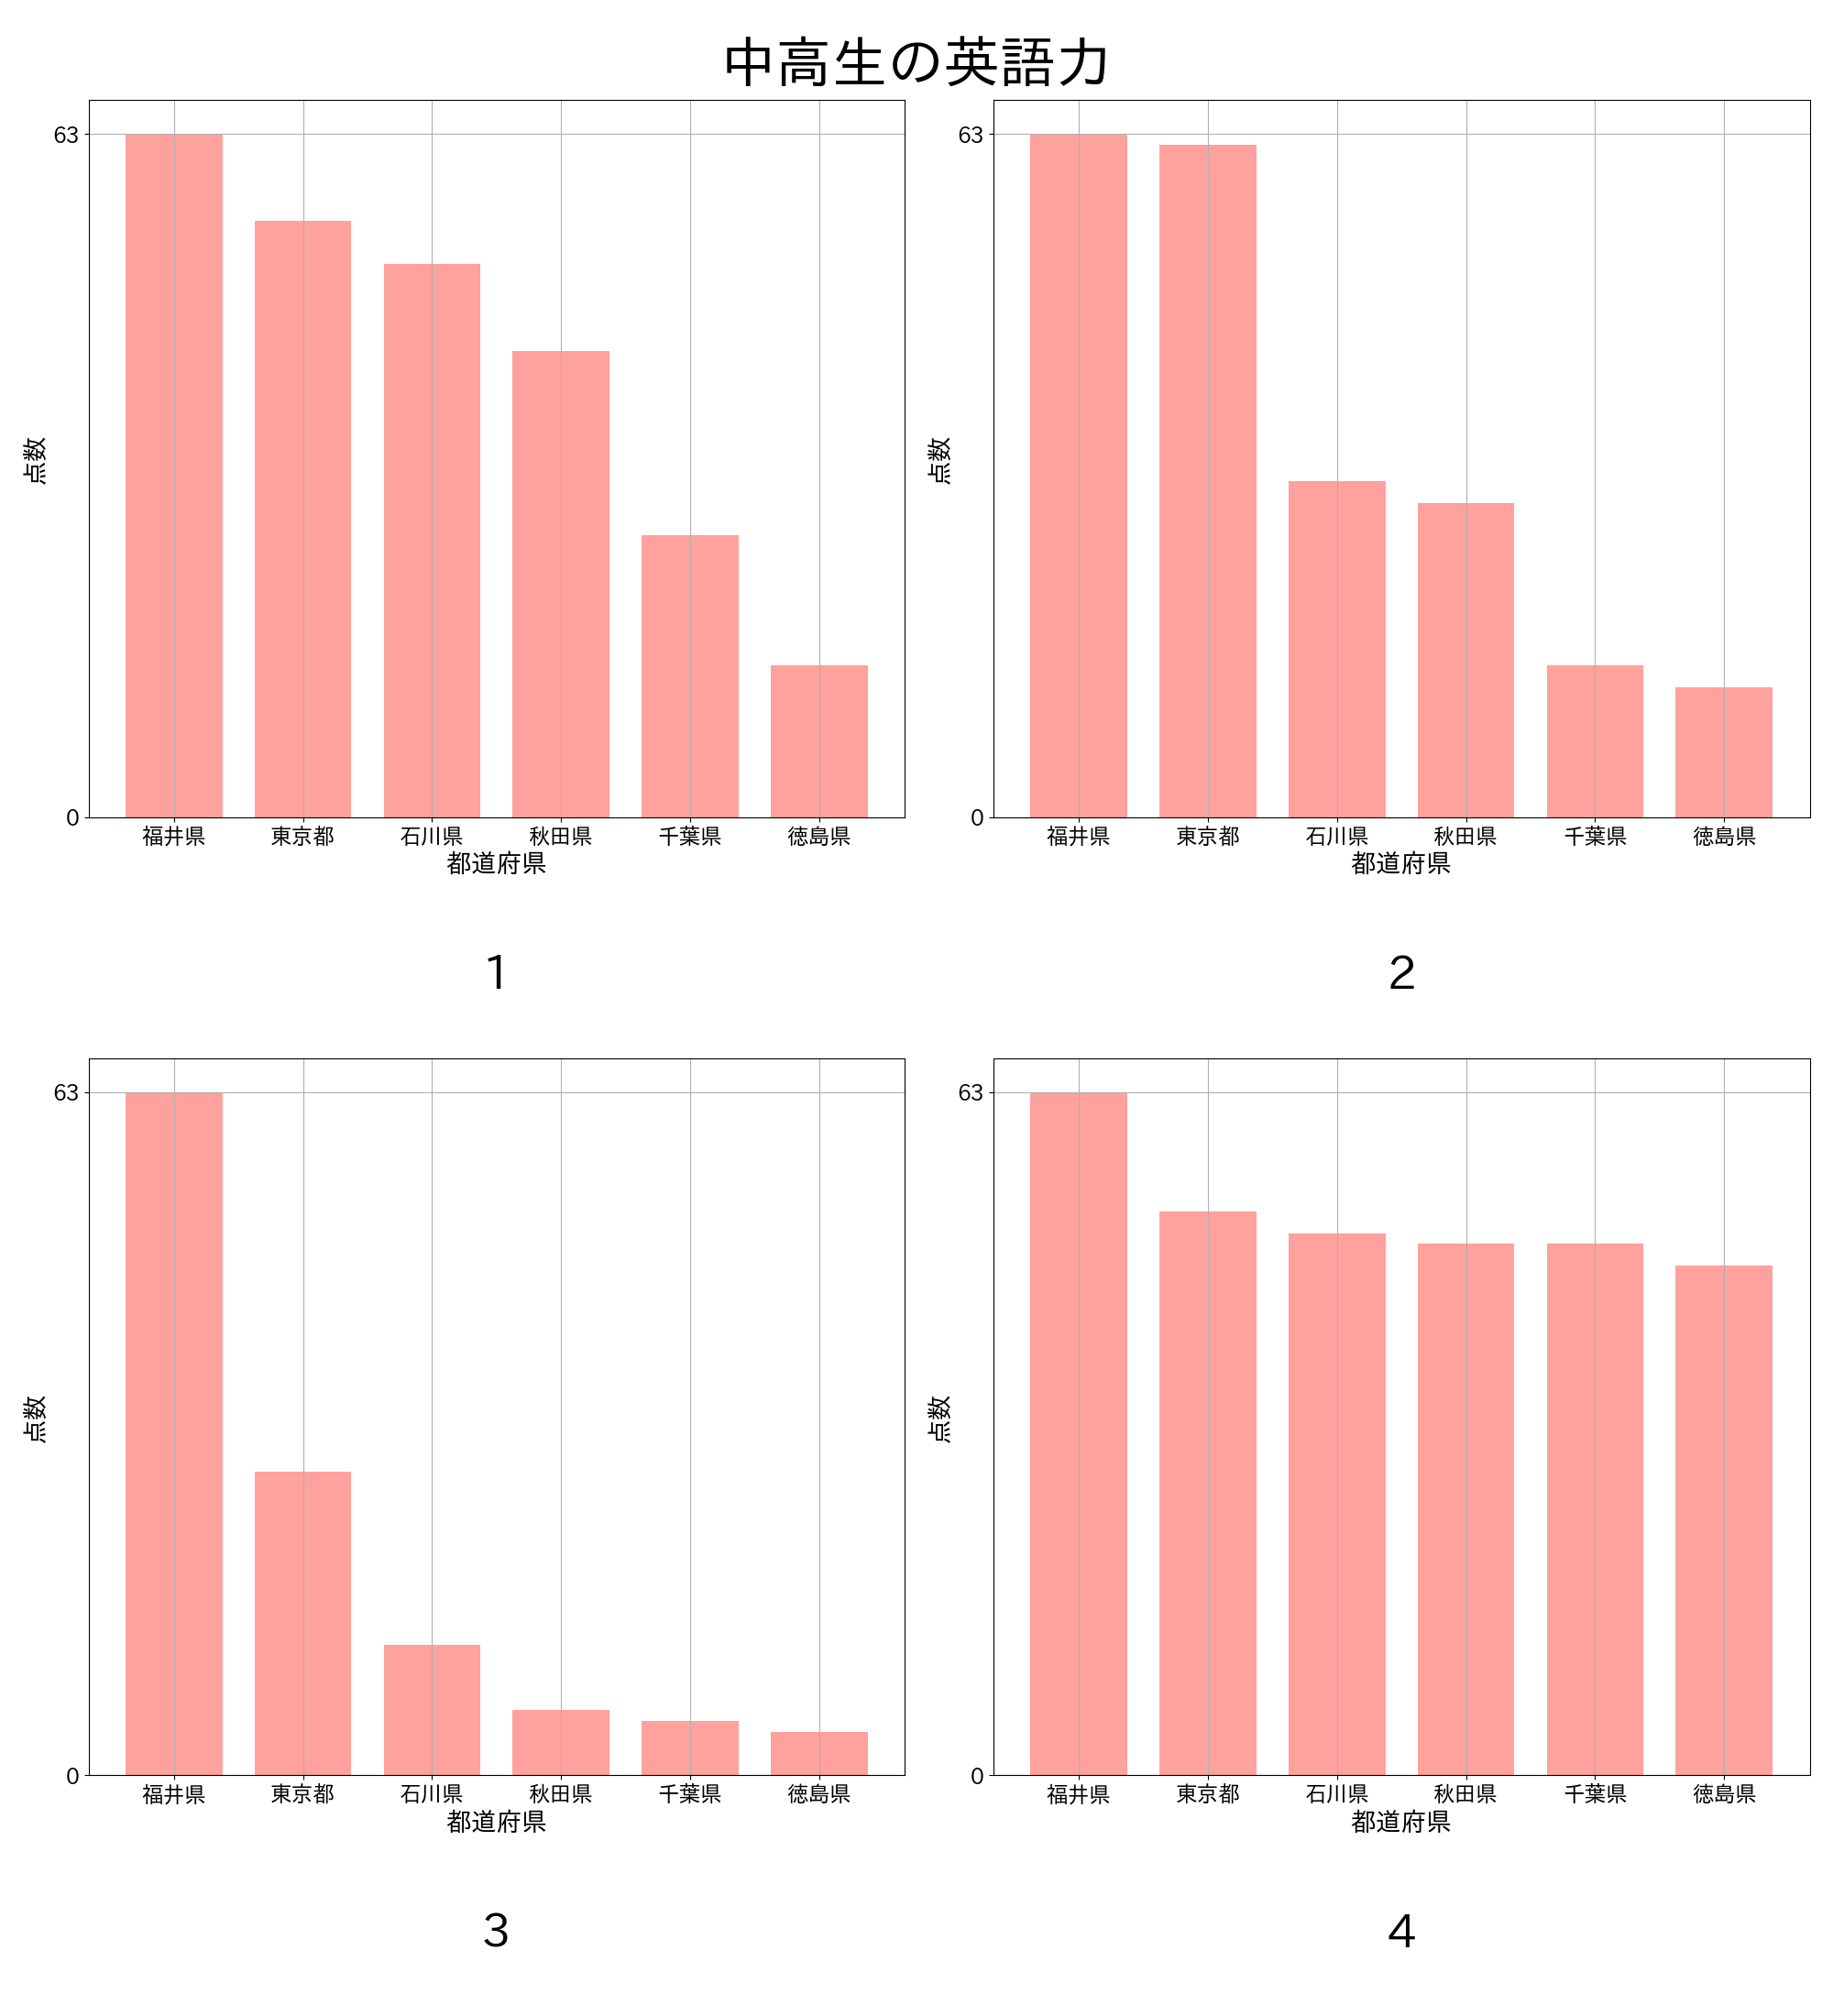 中高生の英語力
63
0
点数
福井県 東京都 石川県 秋田県 千葉県 徳島県
都道府県
1
63
0
点数
福井県 東京都 石川県 秋田県 千葉県 徳島県
都道府県
2
63
0
点数
福井県 東京都 石川県 秋田県 千葉県 徳島県
都道府県
3
63
0
点数
福井県 東京都 石川県 秋田県 千葉県 徳島県
都道府県
4